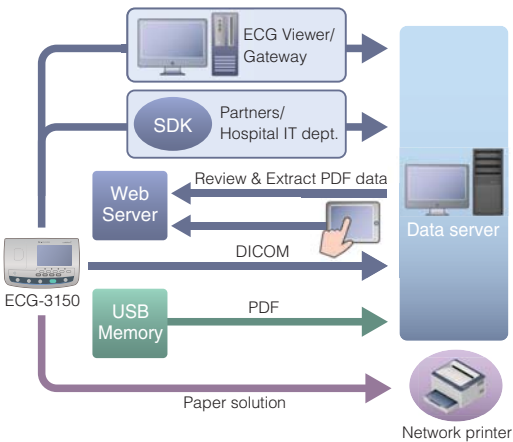 ECG Viewer/
Gateway
SDK
Partners/
Hospital IT dept.
Web
Server
Review & Extract PDF data
Data server
DICOM
ECG-3150
USB
Memory
PDF
Paper solution
Network printer